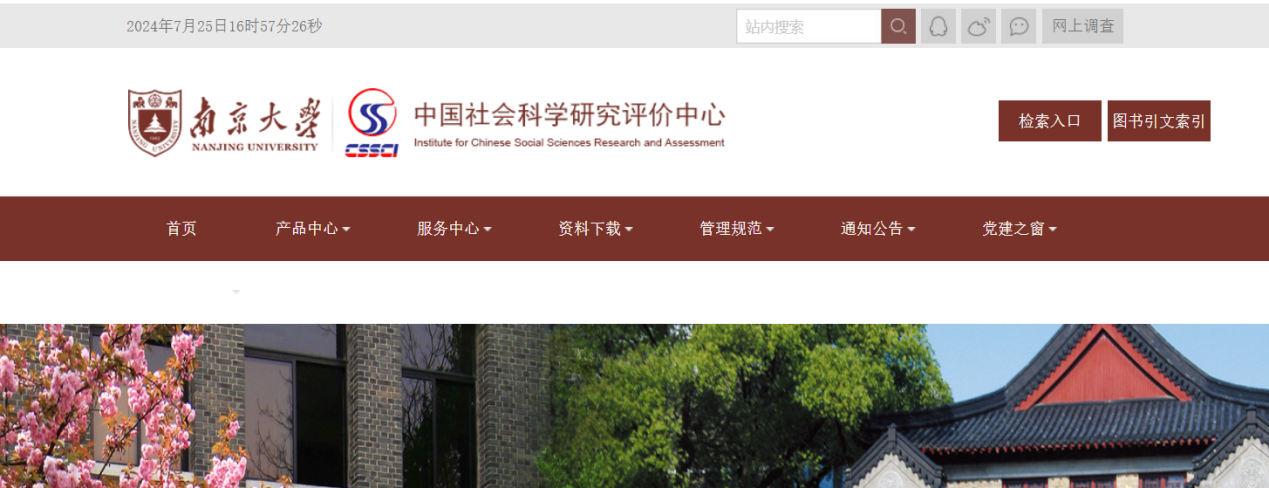 2024年7月25日16时57分26秒
站内搜索
网上调查
南京大学
NANJING UNIVERSITY
CSSCI
中国社会科学研究评价中心
Institute for Chinese Social Sciences Research and Assessment
检索入口
图书引文索引
首页
产品中心
服务中心
资料下载
管理规范
通知公告
党建之窗